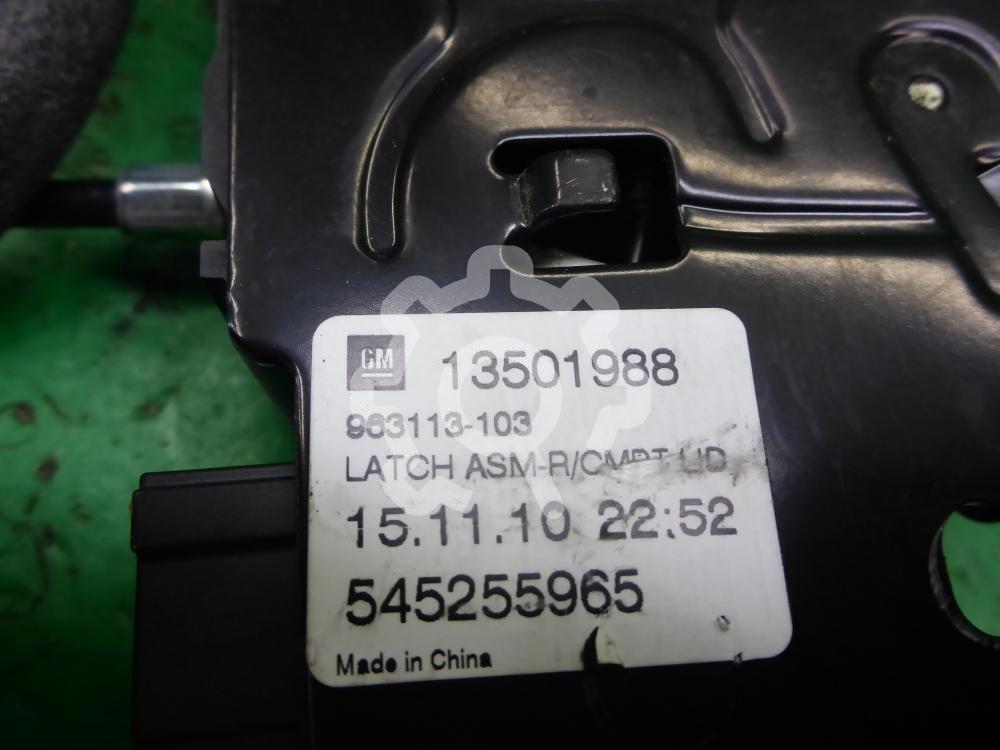 GM 13501988
963113-103
LATCH ASM-R/CMPT LID
15.11.10 22:52
545255965
Made in China